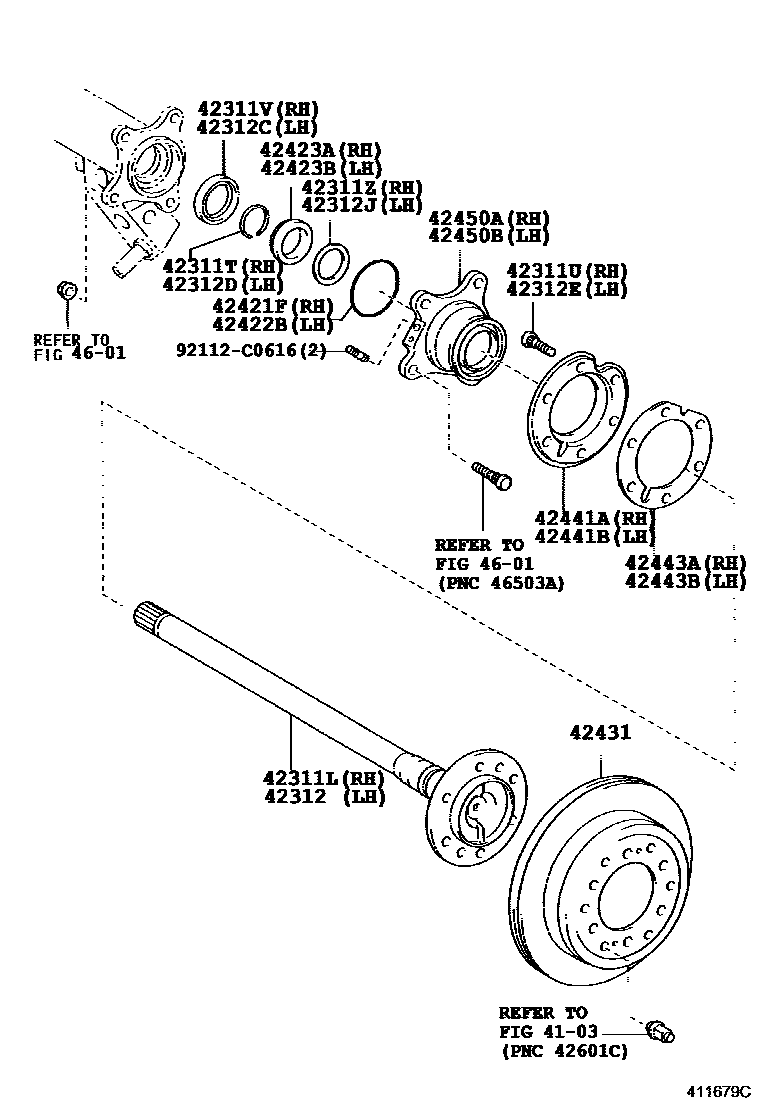 42311V(RH)
42312C(LH)
42423A(RH)
42423B(LH)
42311Z(RH)
42312J(LH)
42450A(RH)
42450B(LH)
42311T(RH)
42312D(LH)
42311U(RH)
42312E(LH)
42421F(RH)
42422B(LH)
REFER TO
FIG 46-01
92112-C0616(2)
42441A(RH)
42441B(LH)
REFER TO
FIG 46-01
(PNC 46503A)
42443A(RH)
42443B(LH)
42431
42311L(RH)
42312 (LH)
REFER TO
FIG 41-03
(PNC 42601C)
411679C